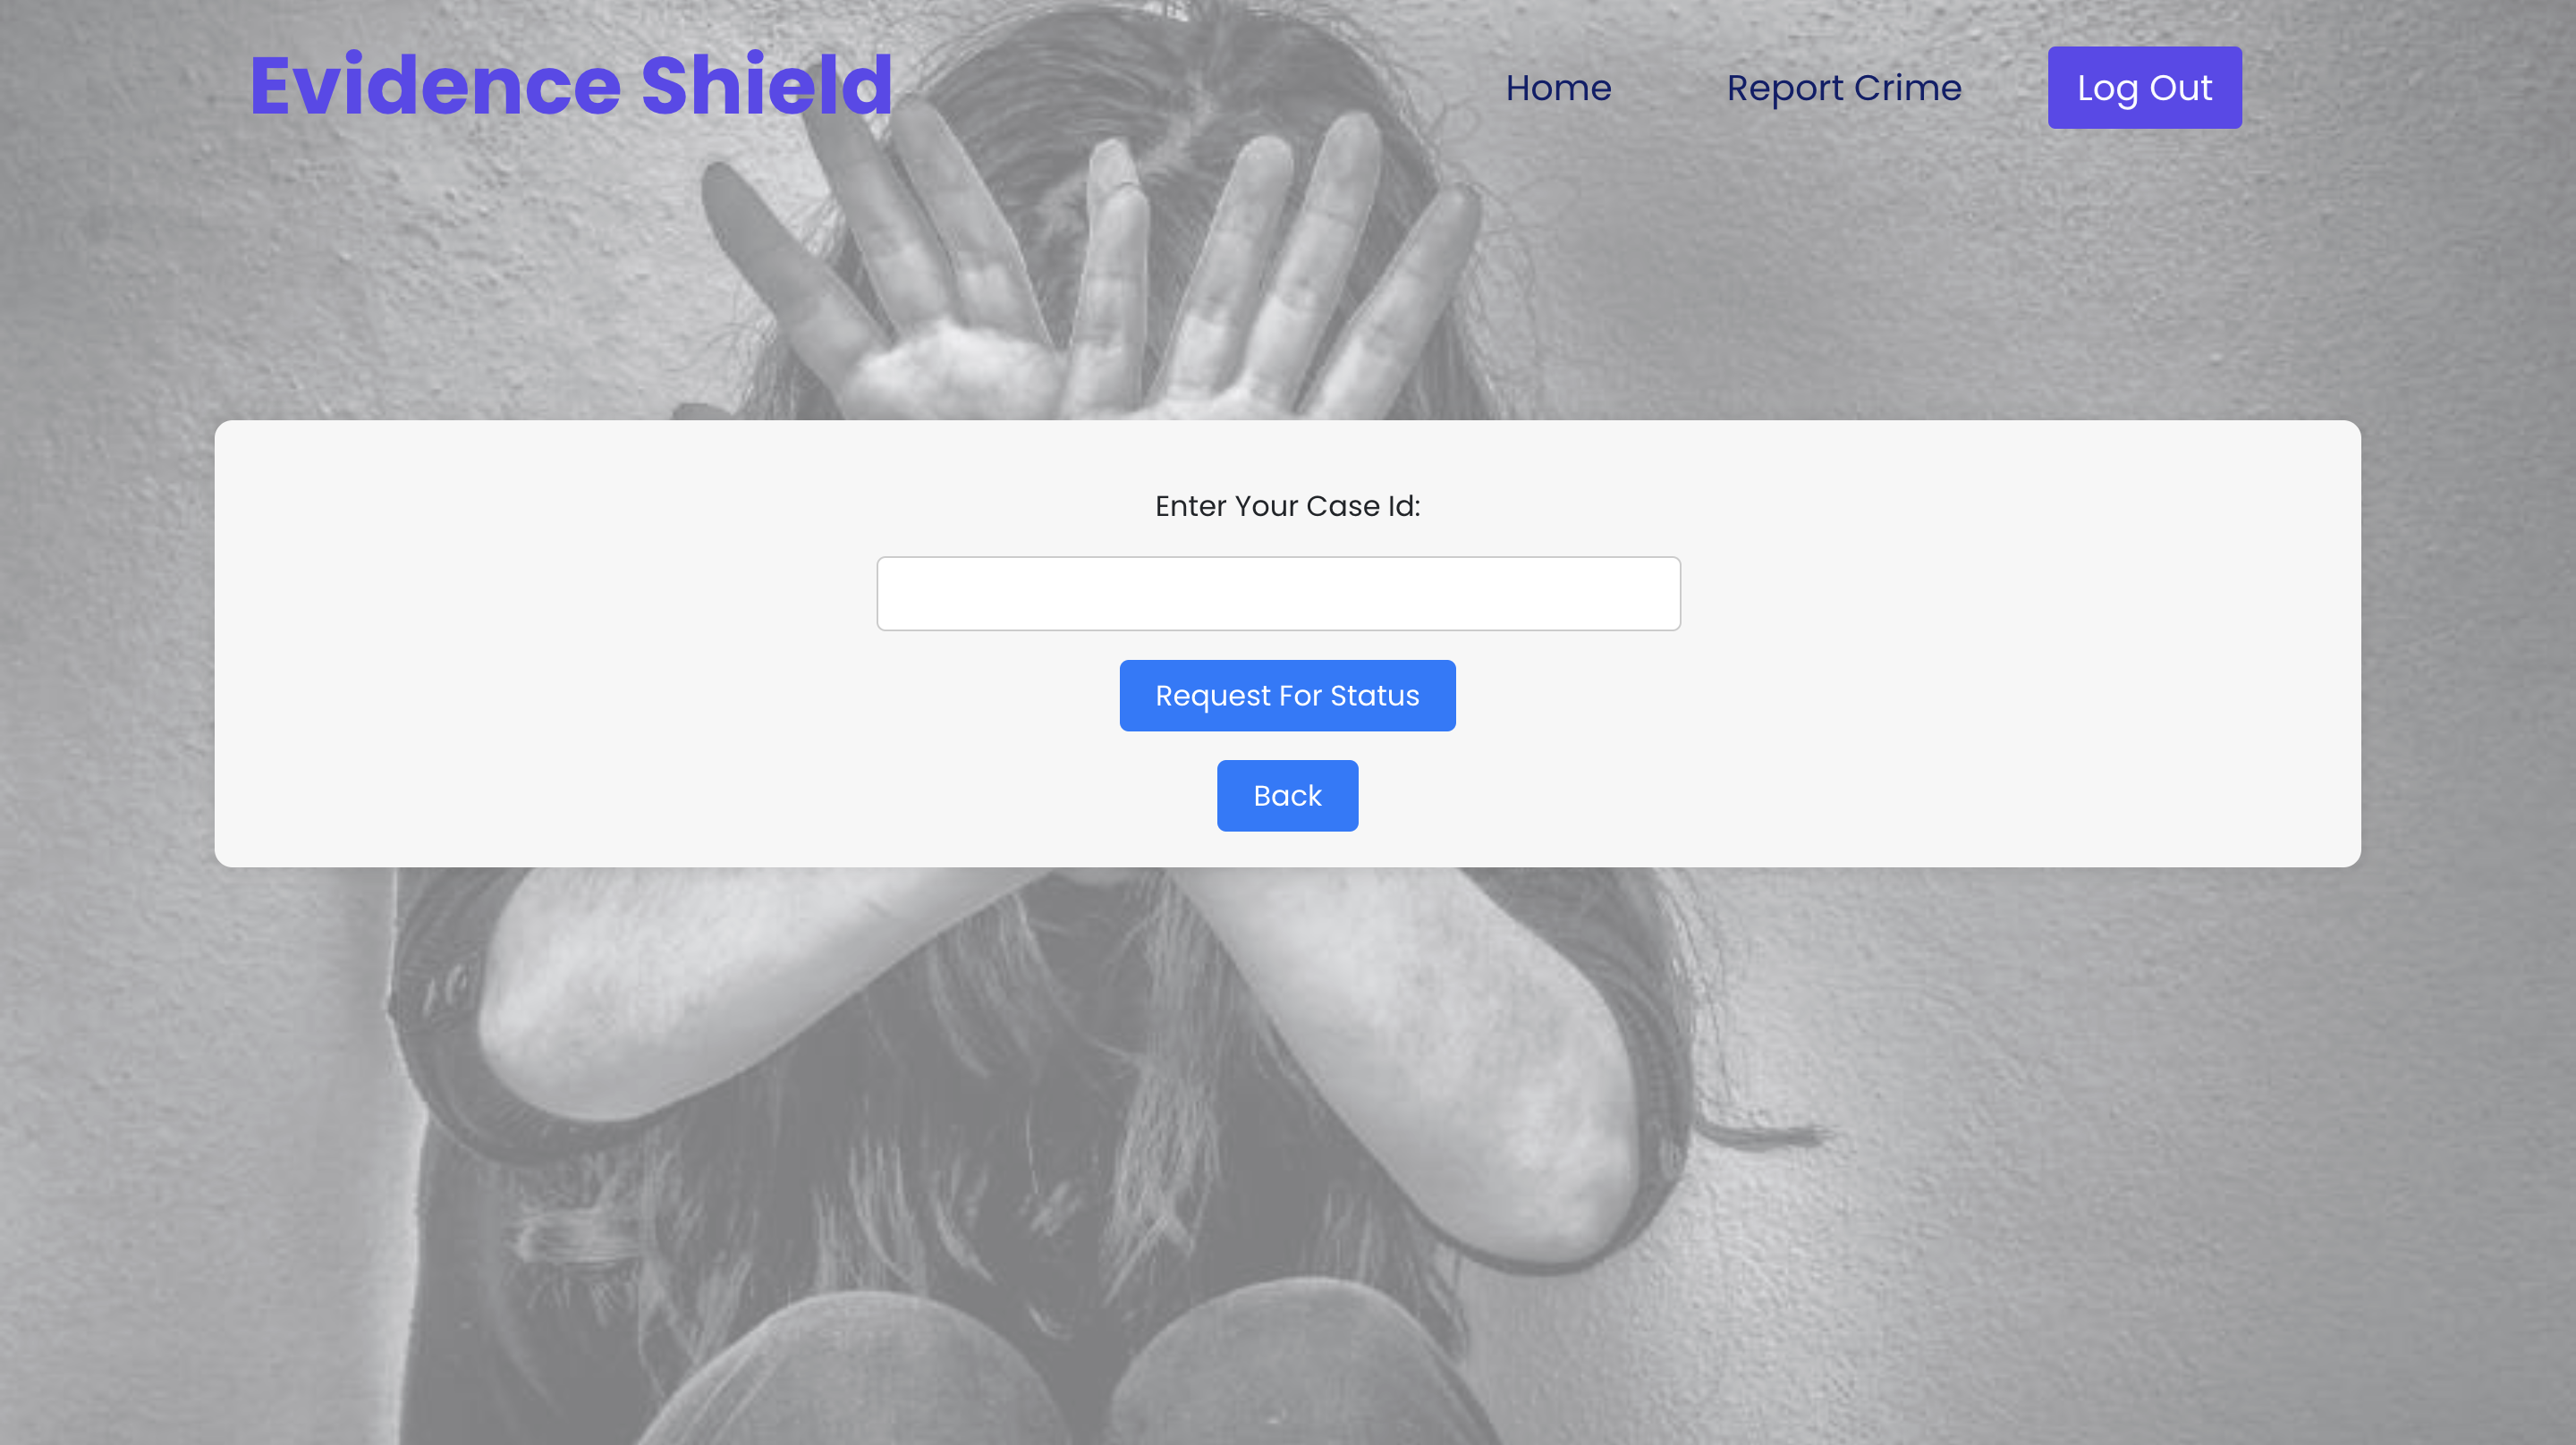 Evidence Shield
Home
Report Crime
Log Out
Enter Your Case Id:
Request For Status
Back